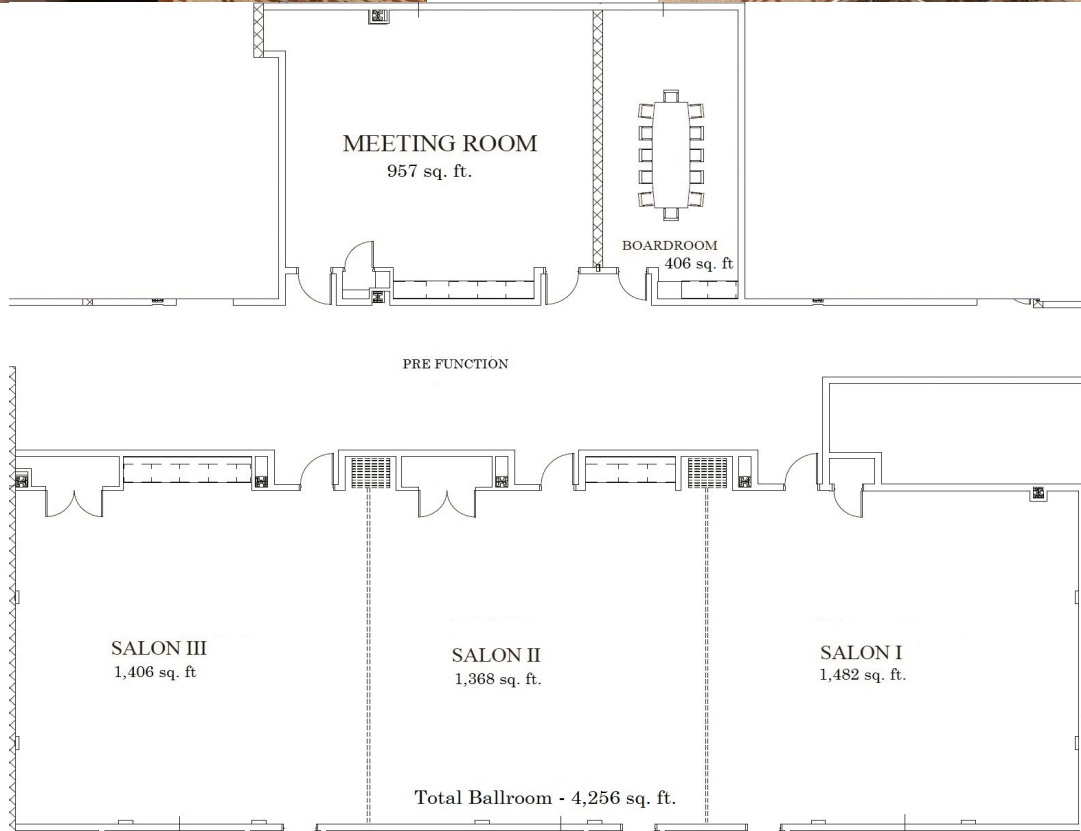 MEETING ROOM
957 sq. ft.
BOARDROOM
406 sq. ft
PRE FUNCTION
SALON III
1,406 sq. ft
SALON II
1,368 sq. ft.
SALON I
1,482 sq. ft.
Total Ballroom - 4,256 sq. ft.